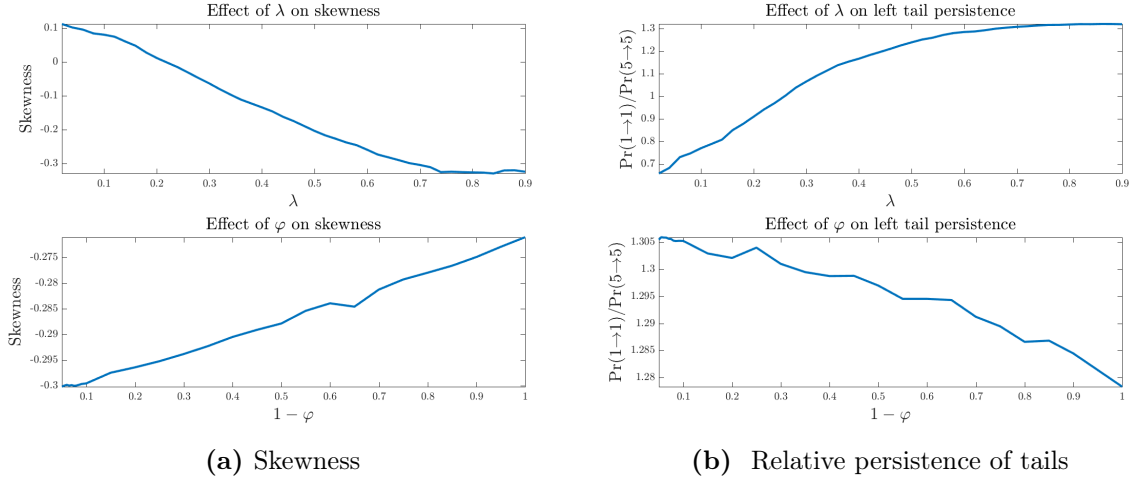 Effect of λ on skewness
Skewness
0.1
0
-0.1
-0.2
-0.3
0.1 0.2 0.3 0.4 0.5 0.6 0.7 0.8 0.9
λ
Effect of φ on skewness
Skewness
-0.275
-0.28
-0.285
-0.29
-0.295
-0.3
0.1 0.2 0.3 0.4 0.5 0.6 0.7 0.8 0.9 1
1 − φ
(a) Skewness
Effect of λ on left tail persistence
Pr(1→1)/Pr(5→5)
1.3
1.2
1.1
1
0.9
0.8
0.7
0.1 0.2 0.3 0.4 0.5 0.6 0.7 0.8 0.9
λ
Effect of φ on left tail persistence
Pr(1→1)/Pr(5→5)
1.305
1.3
1.295
1.29
1.285
1.28
0.1 0.2 0.3 0.4 0.5 0.6 0.7 0.8 0.9 1
1 − φ
(b) Relative persistence of tails